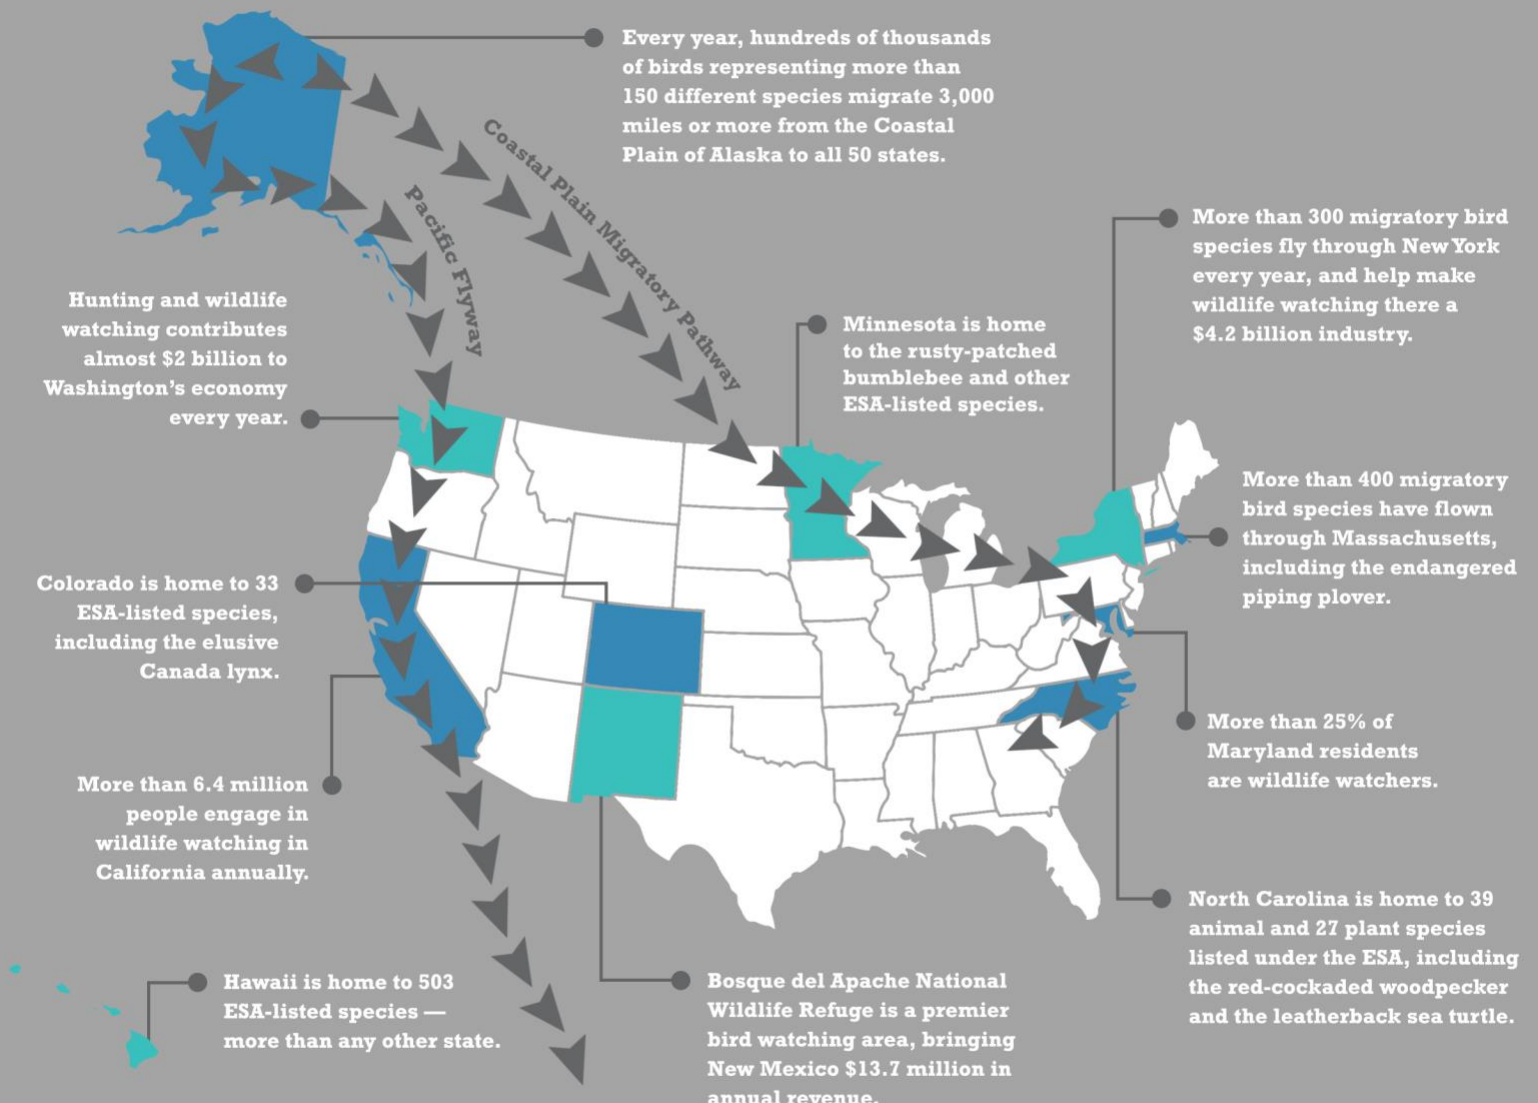 Every year, hundreds of thousands
of birds representing more than
150 different species migrate 3,000
miles or more from the Coastal
Plain of Alaska to all 50 states.
Coastal Plain Migratory Pathway
Pacific Flyway
More than 300 migratory bird
species fly through New York
every year, and help make
wildlife watching there a
$4.2 billion industry.
Hunting and wildlife
watching contributes
almost $2 billion to
Washington's economy
every year.
Minnesota is home
to the rusty-patched
bumblebee and other
ESA-listed species.
More than 400 migratory
bird species have flown
through Massachusetts,
including the endangered
piping plover.
Colorado is home to 33
ESA-listed species,
including the elusive
Canada lynx.
More than 25% of
Maryland residents
are wildlife watchers.
More than 6.4 million
people engage in
wildlife watching in
California annually.
North Carolina is home to 39
animal and 27 plant species
listed under the ESA, including
the red-cockaded woodpecker
and the leatherback sea turtle.
Hawaii is home to 503
ESA-listed species —
more than any other state.
Bosque del Apache National
Wildlife Refuge is a premier
bird watching area, bringing
New Mexico $13.7 million in
annual revenue.